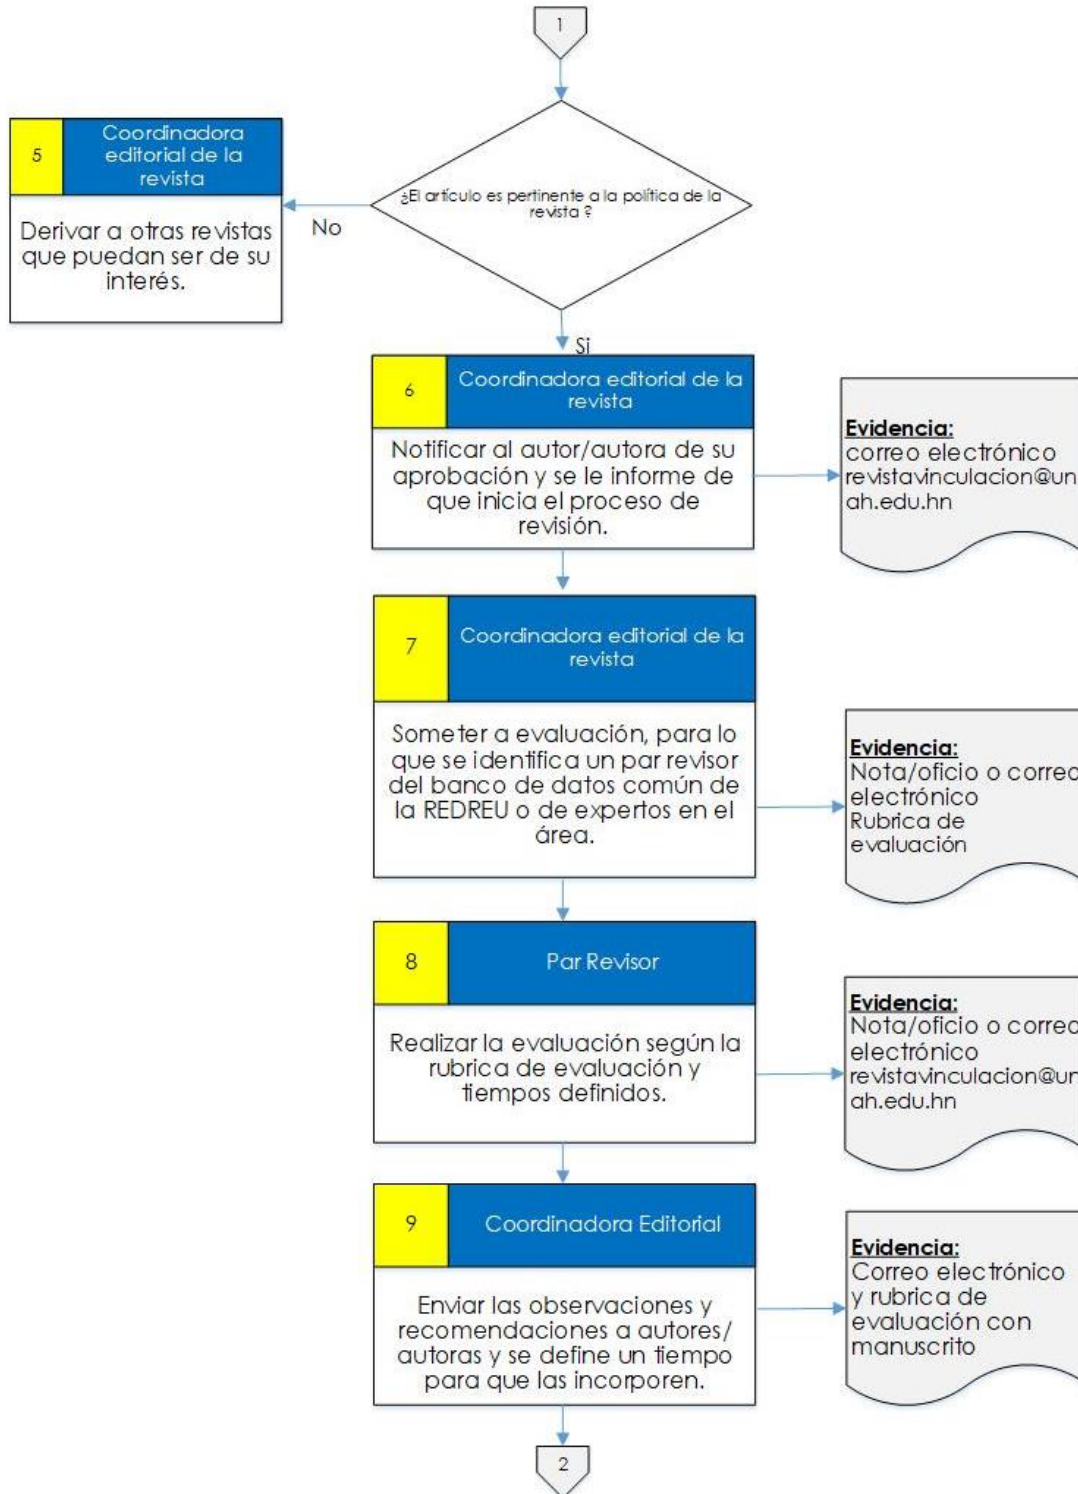 1
¿El artículo es pertinente a la política de la
revista ?
No
Si
5
Coordinadora
editorial de la
revista
Derivar a otras revistas
que puedan ser de su
interés.
6
Coordinadora editorial de la
revista
Notificar al autor/autora de su
aprobación y se le informe de
que inicia el proceso de
revisión.
Evidencia:
correo electrónico
revistavinculacion@un
ah.edu.hn
7
Coordinadora editorial de la
revista
Someter a evaluación, para lo
que se identifica un par revisor
del banco de datos común de
la REDREU o de expertos en el
área.
Evidencia:
Nota/oficio o correo
electrónico
Rubrica de
evaluación
8
Par Revisor
Realizar la evaluación según la
rubrica de evaluación y
tiempos definidos.
Evidencia:
Nota/oficio o correo
electrónico
revistavinculacion@un
ah.edu.hn
9
Coordinadora Editorial
Enviar las observaciones y
recomendaciones a autores/
autoras y se define un tiempo
para que las incorporen.
Evidencia:
Correo electrónico
y rubrica de
evaluación con
manuscrito
2